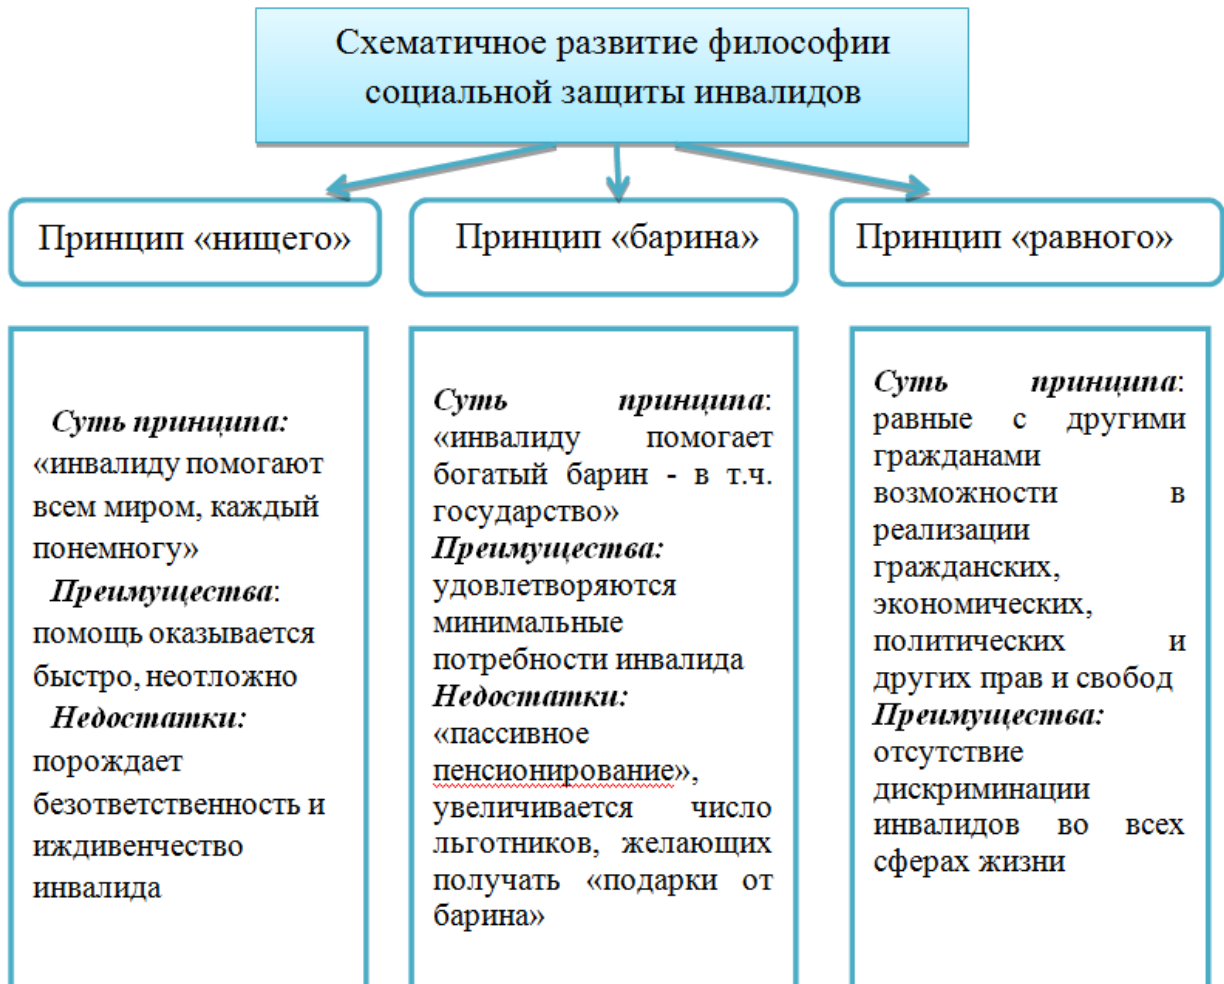 Схематичное развитие философии
социальной защиты инвалидов
Принцип «нищего»
Принцип «барина»
Принцип «равного»
Суть принципа:
«инвалиду помогают
всем миром, каждый
понемногу»
Преимущества:
помощь оказывается
быстро, неотложно
Недостатки:
порождает
безответственность и
иждивенчество
инвалида
Суть принципа:
«инвалиду помогает
богатый барин - в т.ч.
государство»
Преимущества:
удовлетворяются
минимальные
потребности инвалида
Недостатки:
«пассивное
пенсионирование»,
увеличивается число
льготников, желающих
получать «подарки от
барина»
Суть принципа:
равные с другими
гражданами
возможности в
реализации
гражданских,
экономических,
политических и
других прав и свобод
Преимущества:
отсутствие
дискриминации
инвалидов во всех
сферах жизни